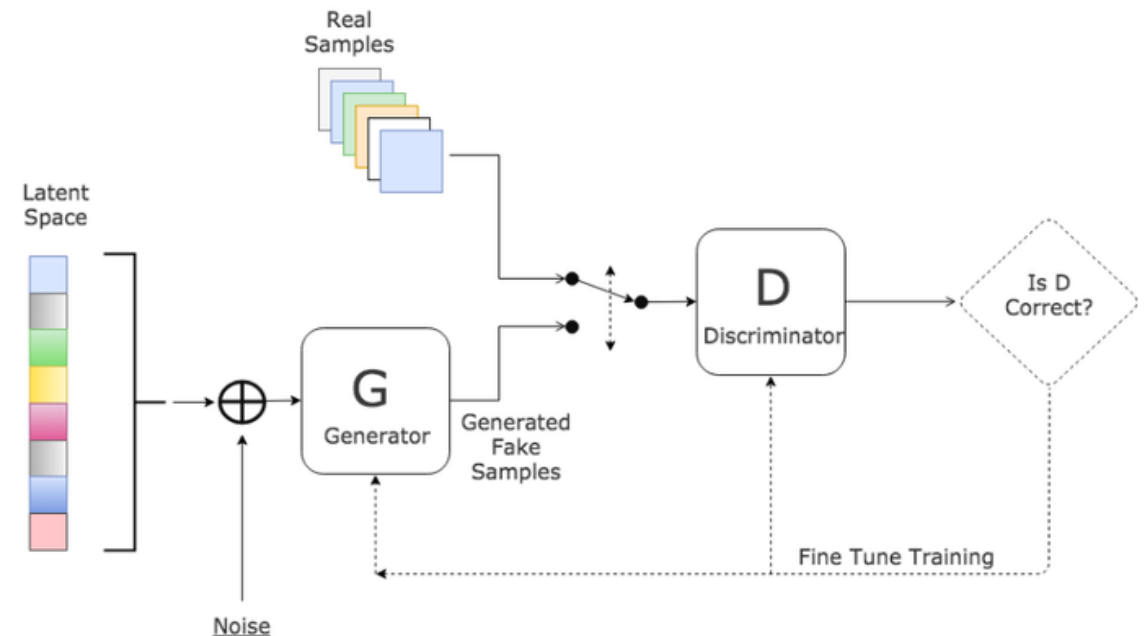 Real
Samples
Latent
Space
Is D
Correct?
D
Discriminator
G
Generator
Generated
Fake
Samples
Fine Tune Training
Noise